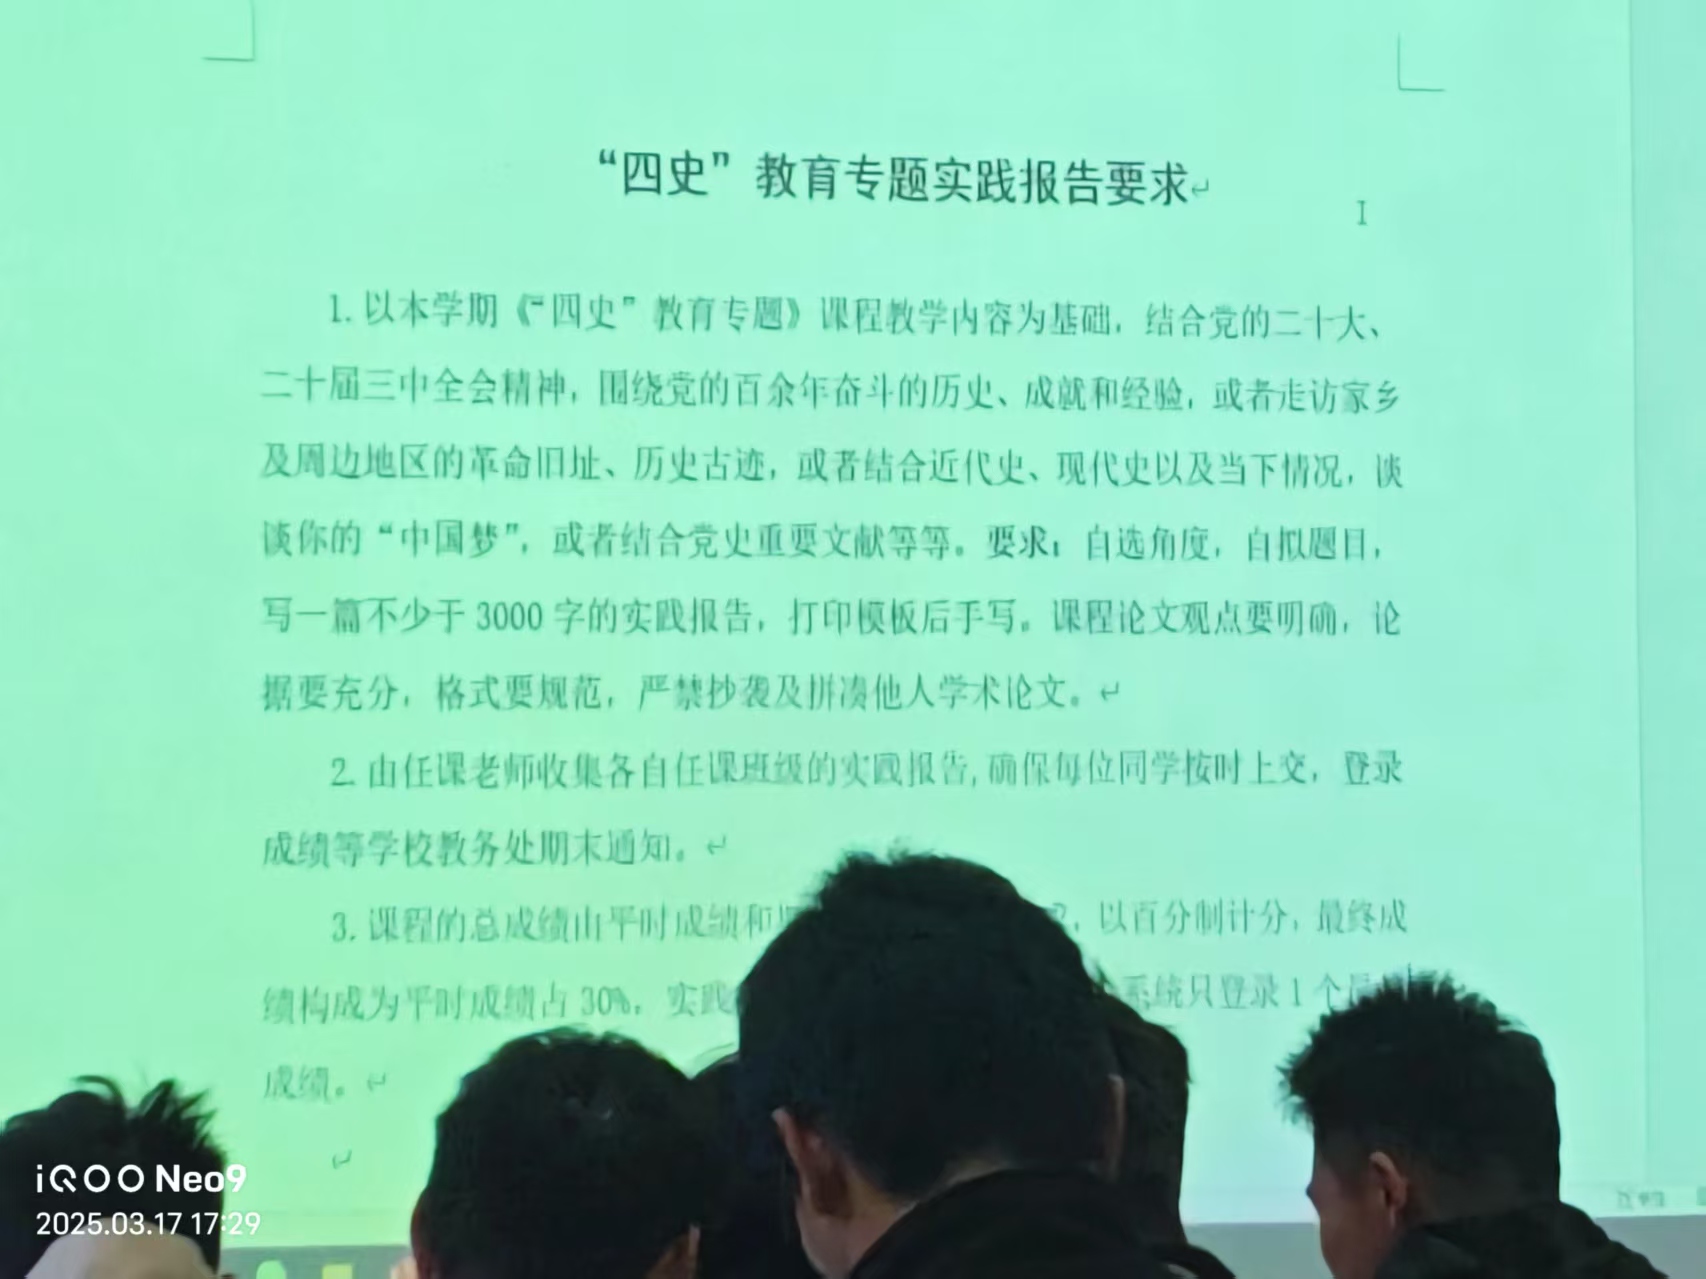 “四史”教育专题实践报告要求
1. 以本学期《“四史”教育专题》课程教学内容为基础，结合党的二十大、
二十届三中全会精神，围绕党的百余年奋斗的历史、成就和经验，或者走访家乡
及周边地区的革命旧址、历史古迹，或者结合近代史、现代史以及当下情况，谈
谈你的“中国梦”，或者结合党史重要文献等等。要求：自选角度，自拟题目，
写一篇不少于 3000 字的实践报告，打印模板后手写。课程论文观点要明确，论
据要充分，格式要规范，严禁抄袭及拼凑他人学术论文。
2. 由任课老师收集各自任课班级的实践报告,确保每位同学按时上交，登录
成绩等学校教务处期末通知。
3. 课程的总成绩由平时成绩和 ，以百分制计分，最终成
绩构成为平时成绩占 30%，实践 系统只登录 1 个
成绩。
iQOO Neo9
2025.03.17 17:29